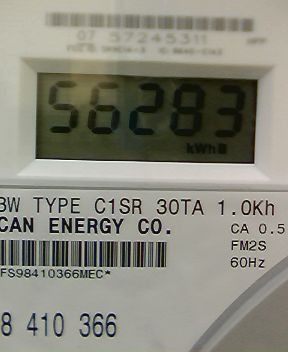 07 57245311
56283
kWh
BW TYPE C1SR 30TA 1.0Kh
CAN ENERGY CO.
CA 0.5
FM2S
60Hz
FS98410366MEC*
8 410 366